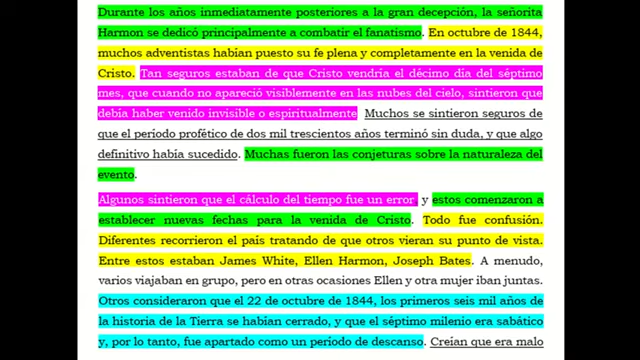 Durante los años inmediatamente posteriores a la gran decepción, la señorita
Harmon se dedicó principalmente a combatir el fanatismo. En octubre de 1844,
muchos adventistas habían puesto su fe plena y completamente en la venida de
Cristo. Tan seguros estaban de que Cristo vendría el décimo día del séptimo
mes, que cuando no apareció visiblemente en las nubes del cielo, sintieron que
debía haber venido invisible o espiritualmente. Muchos se sintieron seguros de
que el período profético de dos mil trescientos años terminó sin duda, y que algo
definitivo había sucedido. Muchas fueron las conjeturas sobre la naturaleza del
evento.
Algunos sintieron que el cálculo del tiempo fue un error, y estos comenzaron a
establecer nuevas fechas para la venida de Cristo. Todo fue confusión.
Diferentes recorrieron el país tratando de que otros vieran su punto de vista.
Entre estos estaban James White, Ellen Harmon, Joseph Bates. A menudo,
varios viajaban en grupo, pero en otras ocasiones Ellen y otra mujer iban juntas.
Otros consideraron que el 22 de octubre de 1844, los primeros seis mil años de
la historia de la Tierra se habían cerrado, y que el séptimo milenio era sabático
y, por lo tanto, fue apartado como un período de descanso. Creían que era malo